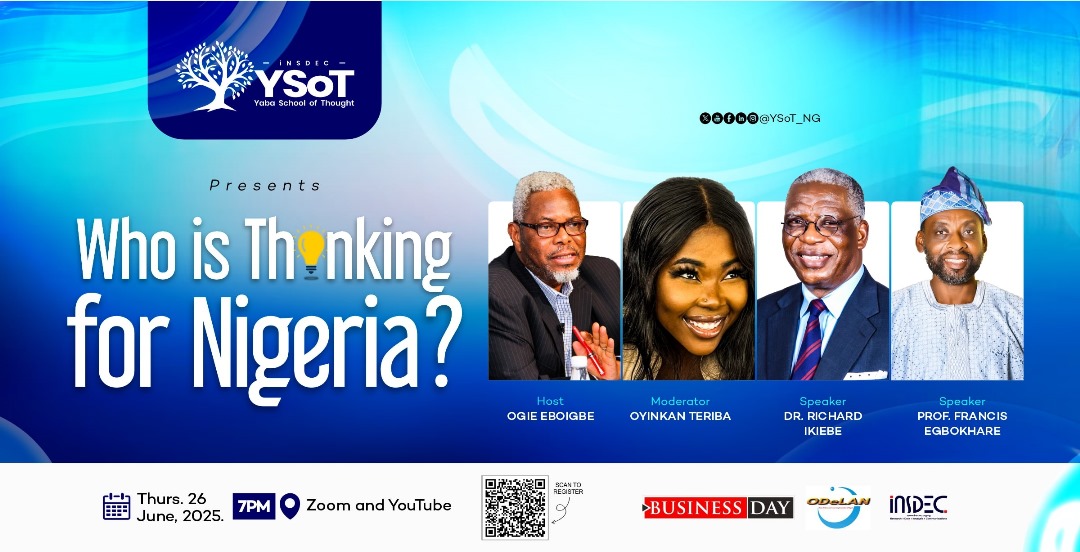 – iNSDEC –
YSoT
Yaba School of Thought
@YSoT_NG
Presents
Who is Thinking
for Nigeria?
Host
OGIE EBOIGBE
Moderator
OYINKAN TERIBA
Speaker
DR. RICHARD
IKIEBE
Speaker
PROF. FRANCIS
EGBOKHARE
Thurs. 26
June, 2025.
7PM
Zoom and YouTube
SCAN TO
REGISTER
BUSINESS DAY
ODeLAN
iNSDEC.